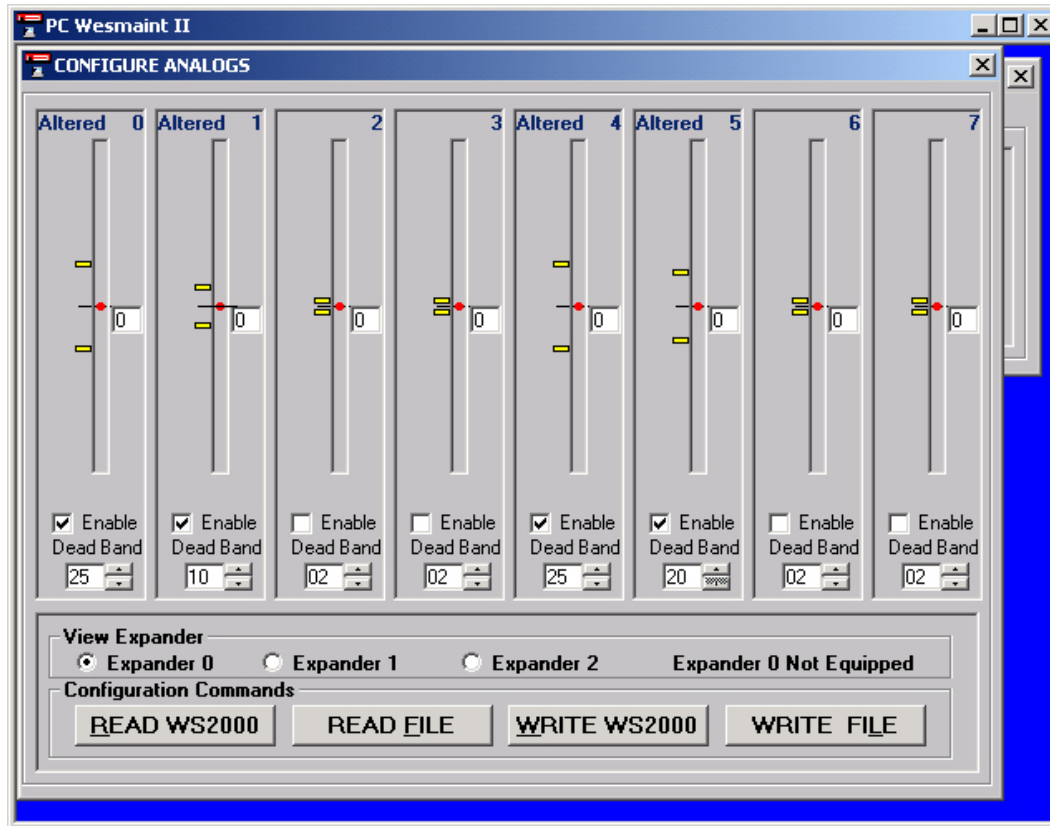 PC Wesmaint II
CONFIGURE ANALOGS
Altered 0 Altered 1 2 3 Altered 4 Altered 5 6 7
0 0 0 0 0 0 0 0
Enable Enable Enable Enable Enable Enable Enable Enable
Dead Band Dead Band Dead Band Dead Band Dead Band Dead Band Dead Band Dead Band
25 10 02 02 25 20 02 02
View Expander
Expander 0 Expander 1 Expander 2 Expander 0 Not Equipped
Configuration Commands
READ WS2000 READ FILE WRITE WS2000 WRITE FILE